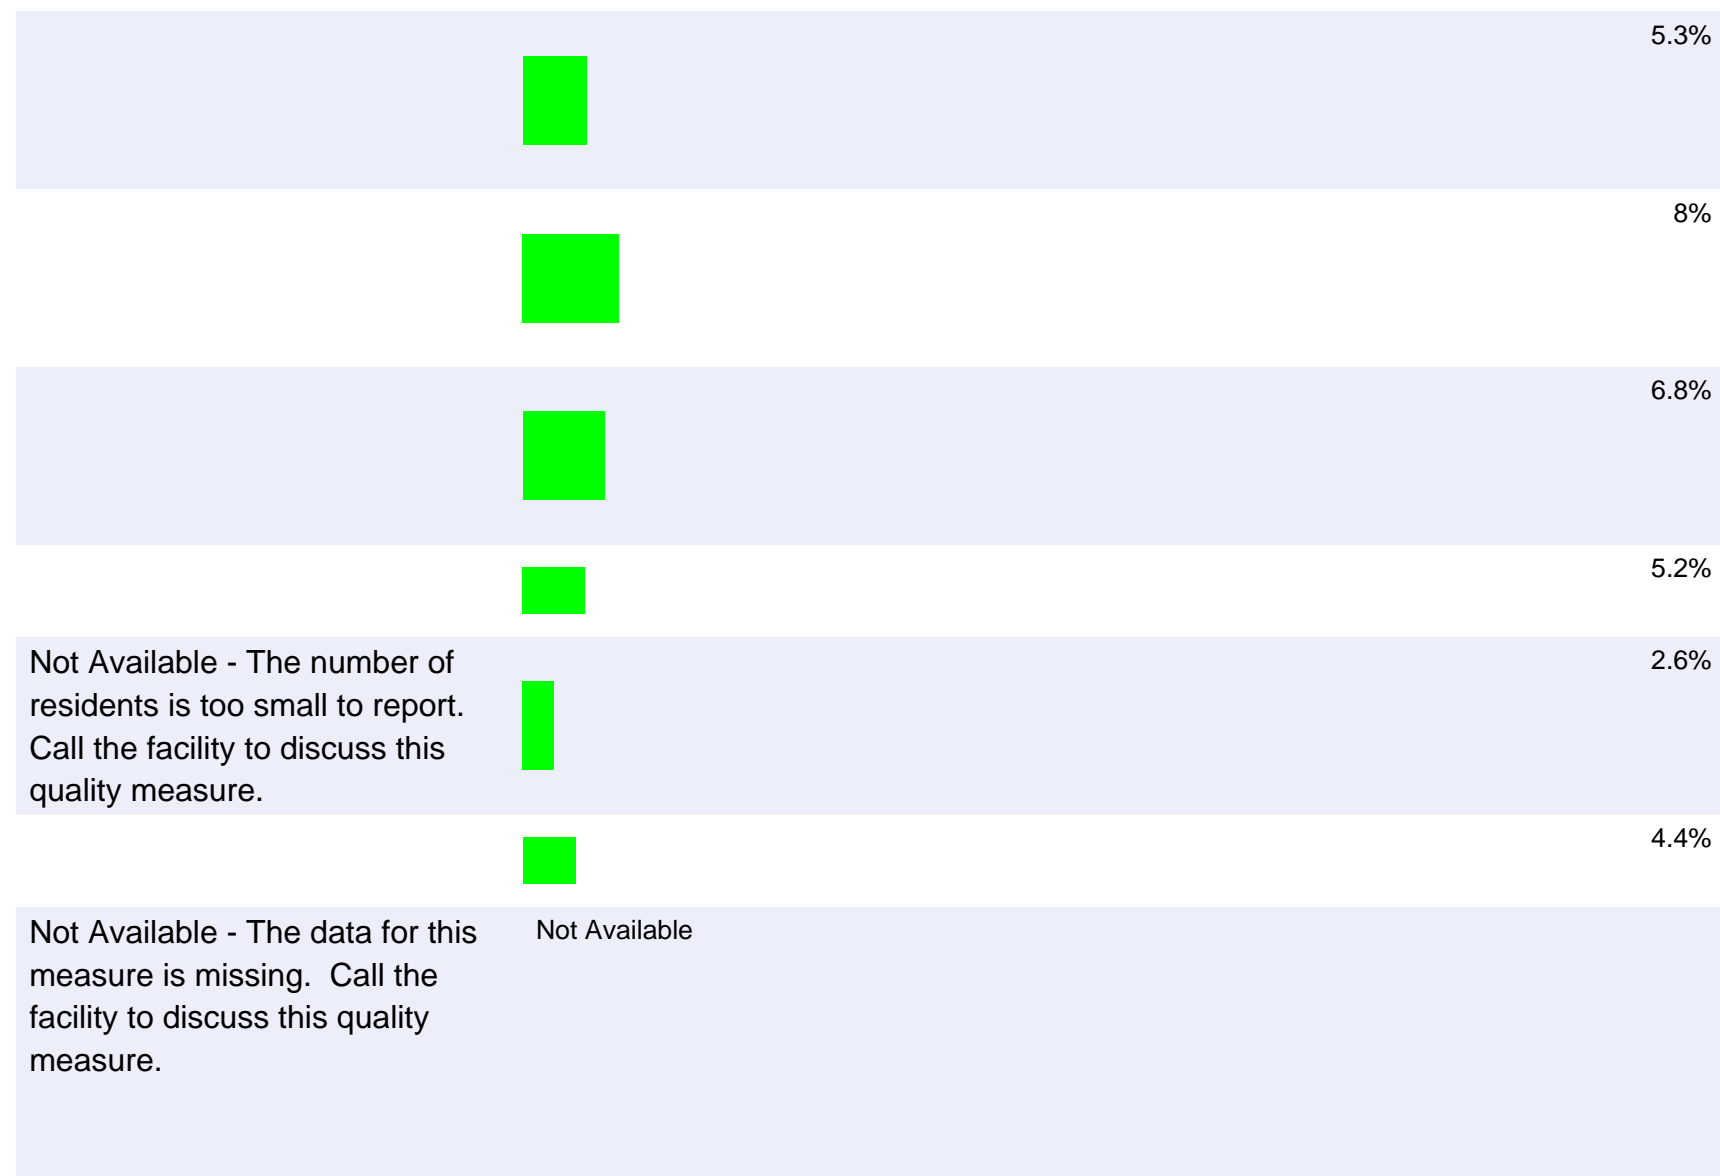 5.3%
8%
6.8%
5.2%
Not Available - The number of
residents is too small to report.
Call the facility to discuss this
quality measure.
2.6%
4.4%
Not Available - The data for this
measure is missing.  Call the
facility to discuss this quality
measure.
Not Available